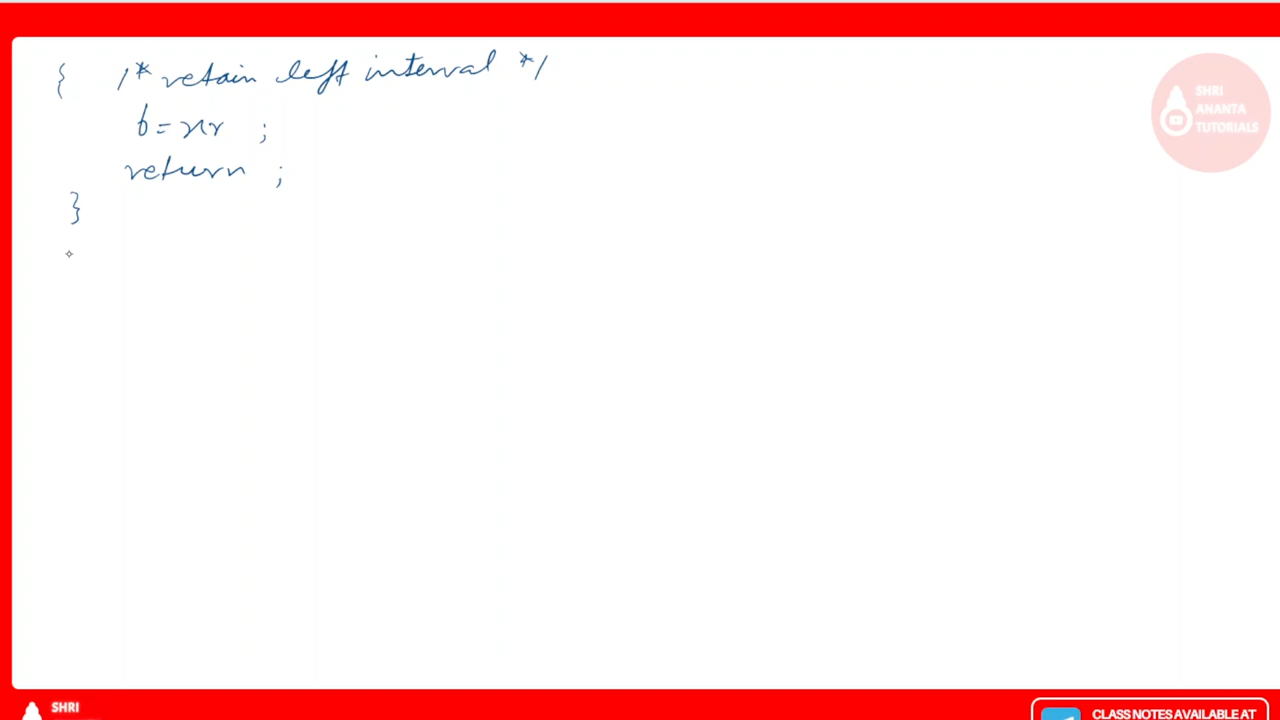 { /* retain left interval */
b = xr ;
return ;
}
SHRI
ANANTA
TUTORIALS
SHRI
CLASS NOTES AVAILABLE AT